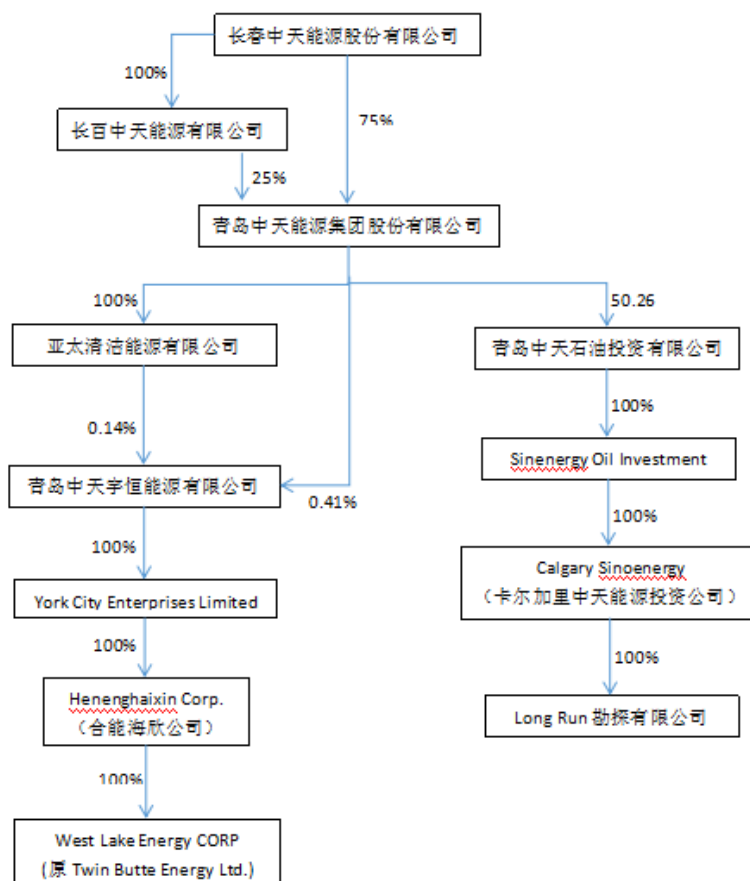 长春中天能源股份有限公司
100%
长百中天能源有限公司
75%
25%
青岛中天能源集团股份有限公司
100%
50.26
亚太清洁能源有限公司
青岛中天石油投资有限公司
0.14%
100%
Sinenergy Oil Investment
青岛中天宇恒能源有限公司
0.41%
100%
100%
Calgary Sinoenergy
（卡尔加里中天能源投资公司）
York City Enterprises Limited
100%
100%
Henenghaixin Corp.
（合能海欣公司）
Long Run 勘探有限公司
100%
West Lake Energy CORP
(原 Twin Butte Energy Ltd.)